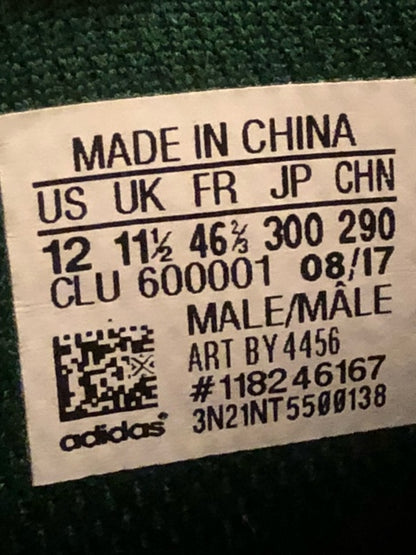 MADE IN CHINA
US UK FR JP CHN
12 11½ 46⅔ 300 290
CLU 600001 08/17
MALE/MÂLE
ART BY4456
#118246167
3N21NT5500138
adidas